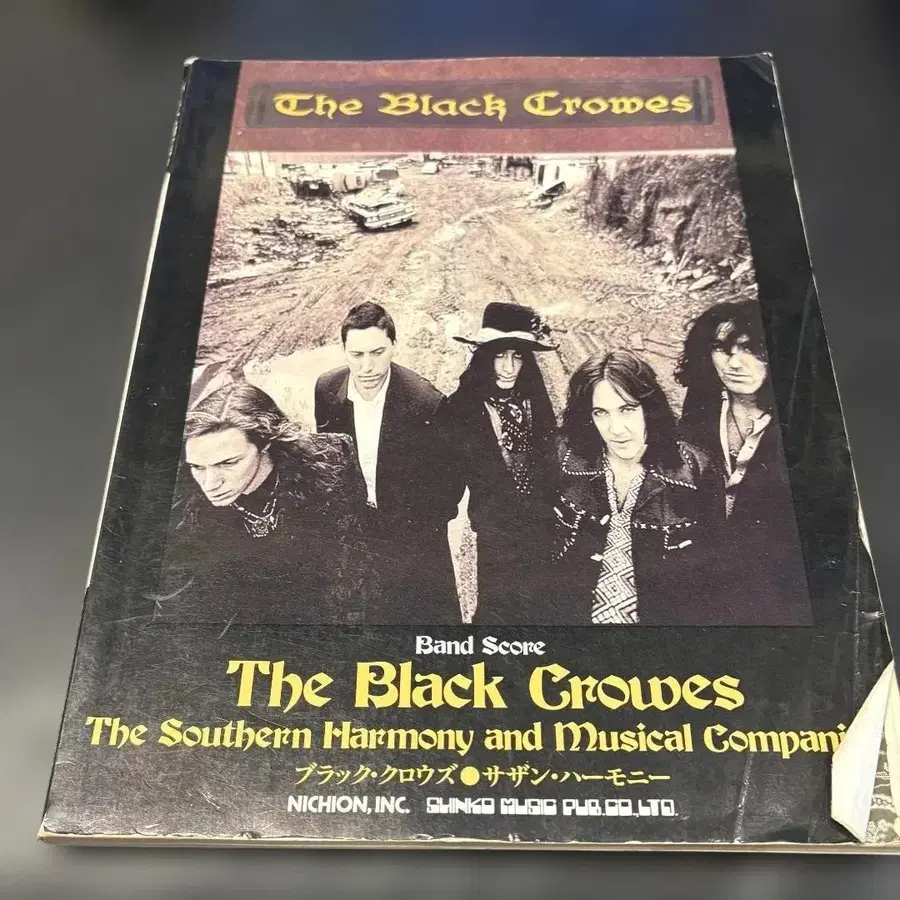 The Black Crowes
Band Score
The Black Crowes
The Southern Harmony and Musical Compani
ブラック・クロウズ●サザン・ハーモニー
NICHION, INC. SHINKO MUSIC PUB.CO.,LTD.